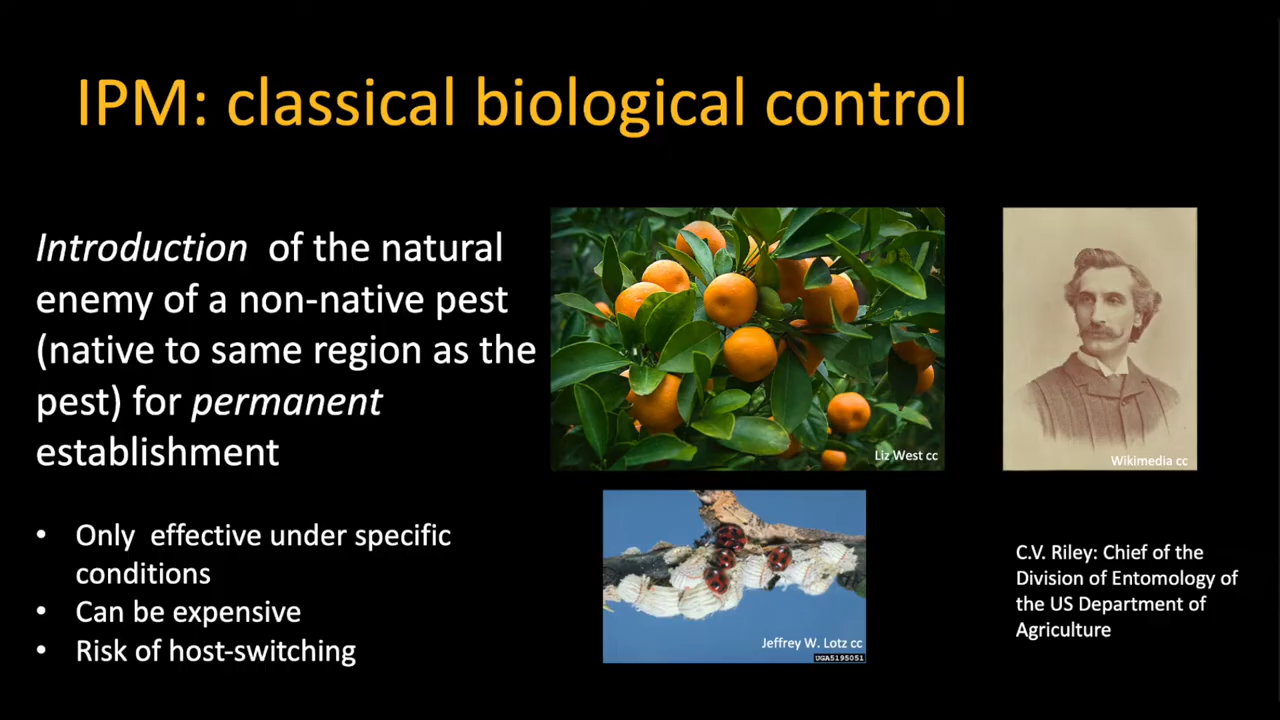 IPM: classical biological control
Introduction of the natural
enemy of a non-native pest
(native to same region as the
pest) for permanent
establishment
• Only effective under specific
conditions
• Can be expensive
• Risk of host-switching
Liz West cc
Wikimedia cc
Jeffrey W. Lotz cc
UGA5195051
C.V. Riley: Chief of the
Division of Entomology of
the US Department of
Agriculture